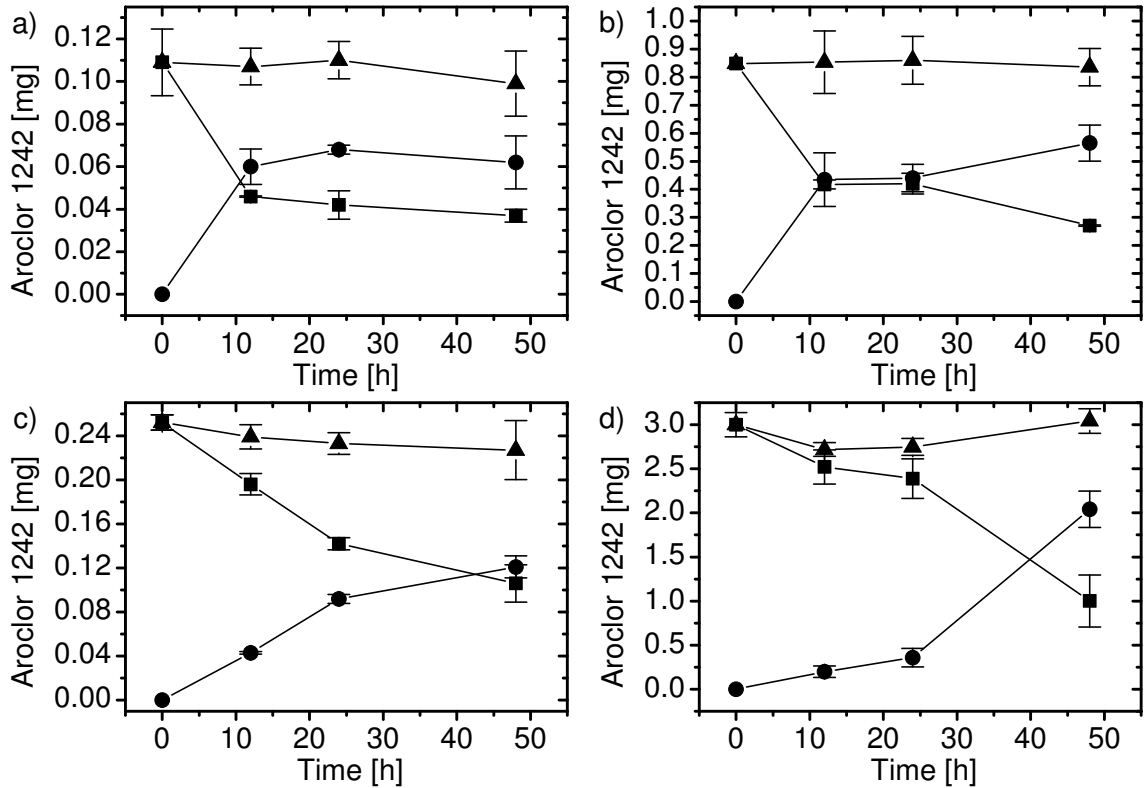 a)
Aroclor 1242 [mg]
0.12
0.10
0.08
0.06
0.04
0.02
0.00
0 10 20 30 40 50
Time [h]
b)
Aroclor 1242 [mg]
1.0
0.9
0.8
0.7
0.6
0.5
0.4
0.3
0.2
0.1
0.0
0 10 20 30 40 50
Time [h]
c)
Aroclor 1242 [mg]
0.24
0.20
0.16
0.12
0.08
0.04
0.00
0 10 20 30 40 50
Time [h]
d)
Aroclor 1242 [mg]
3.0
2.5
2.0
1.5
1.0
0.5
0.0
0 10 20 30 40 50
Time [h]